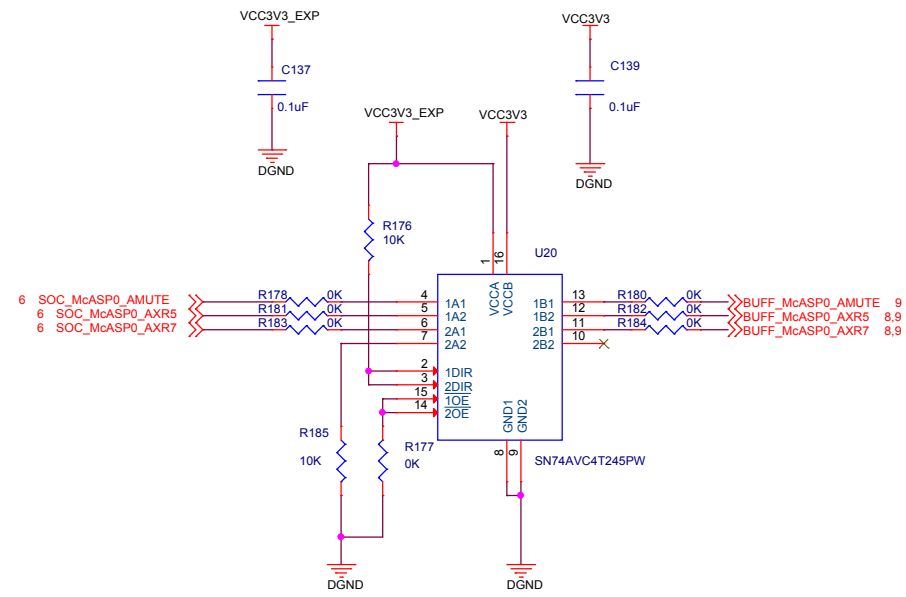 VCC3V3_EXP
VCC3V3
C137
0.1uF
DGND
C139
0.1uF
DGND
VCC3V3_EXP
VCC3V3
R176
10K
U20
1
16
VCCA
VCCB
6 SOC_McASP0_AMUTE
R178
0K
4
1A1
1B1
13
R180
0K
BUFF_McASP0_AMUTE 9
6 SOC_McASP0_AXR5
R181
0K
5
1A2
1B2
12
R182
0K
BUFF_McASP0_AXR5 8,9
6 SOC_McASP0_AXR7
R183
0K
6
2A1
2B1
11
R184
0K
BUFF_McASP0_AXR7 8,9
7
2A2
2B2
10
2
1DIR
3
2DIR
15
1OE
14
2OE
GND1
GND2
8
9
SN74AVC4T245PW
R185
10K
R177
0K
DGND
DGND